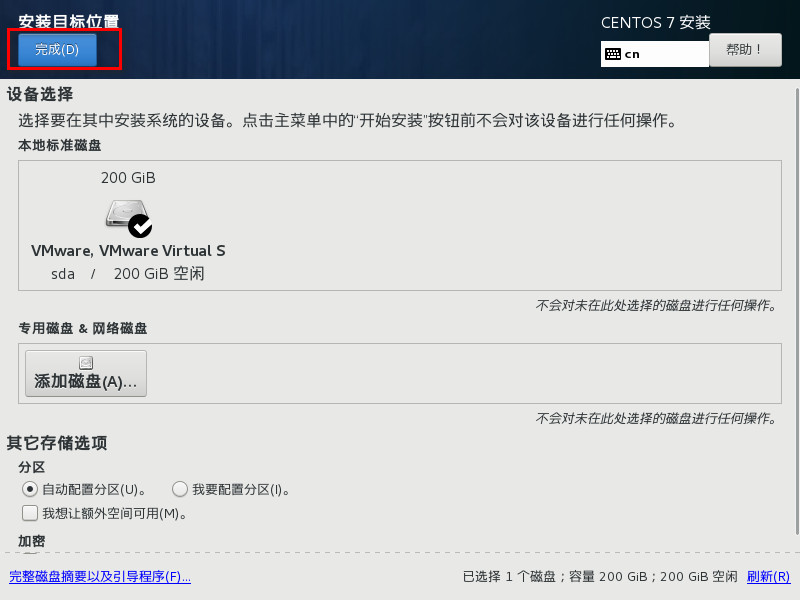 安装目标位置
CENTOS 7 安装
完成(D)
cn
帮助！
设备选择
选择要在其中安装系统的设备。点击主菜单中的“开始安装”按钮前不会对该设备进行任何操作。
本地标准磁盘
200 GiB
VMware, VMware Virtual S
sda / 200 GiB 空闲
不会对未在此处选择的磁盘进行任何操作。
专用磁盘 & 网络磁盘
添加磁盘(A)...
不会对未在此处选择的磁盘进行任何操作。
其它存储选项
分区
自动配置分区(U)。 我要配置分区(I)。
我想让额外空间可用(M)。
加密
完整磁盘摘要以及引导程序(F)... 已选择 1 个磁盘；容量 200 GiB；200 GiB 空闲 刷新(R)